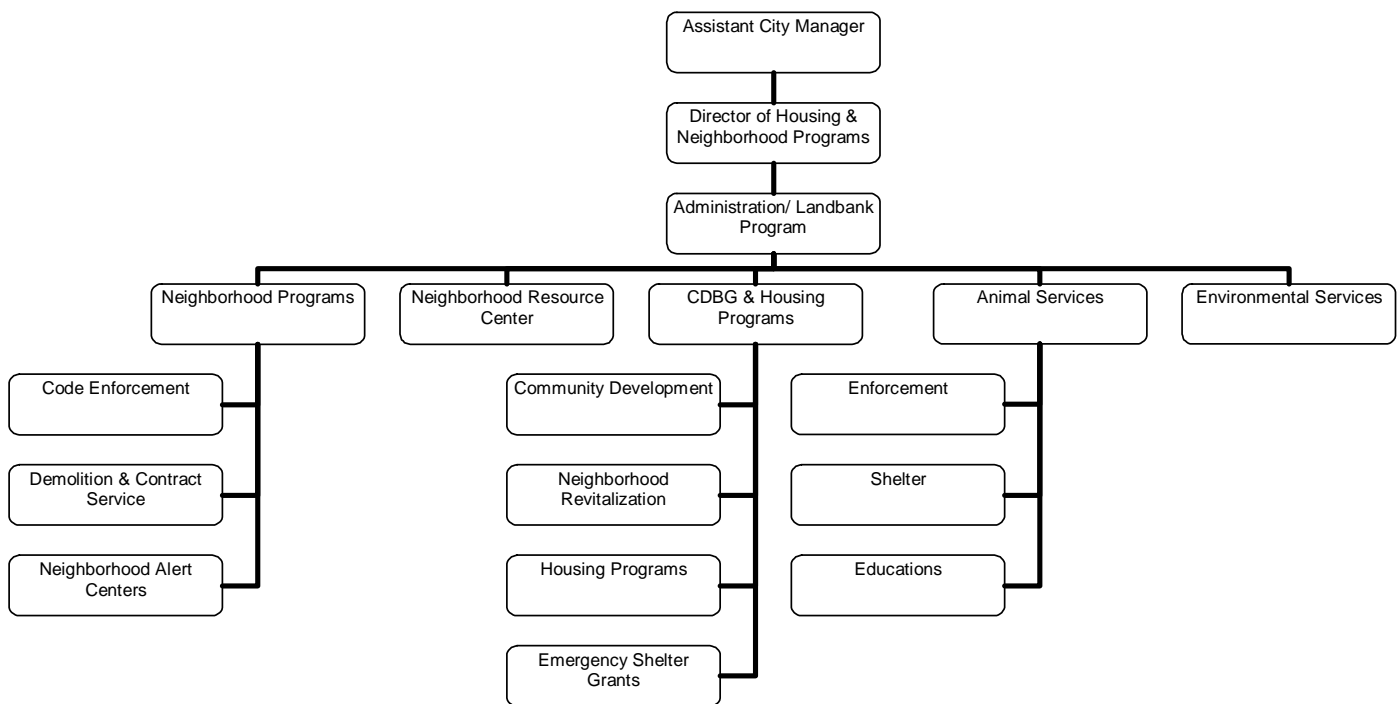 Assistant City Manager
Director of Housing &
Neighborhood Programs
Administration/ Landbank
Program
Neighborhood Programs
Neighborhood Resource
Center
CDBG & Housing
Programs
Animal Services
Environmental Services
Code Enforcement
Community Development
Enforcement
Demolition & Contract
Service
Neighborhood
Revitalization
Shelter
Neighborhood Alert
Centers
Housing Programs
Educations
Emergency Shelter
Grants